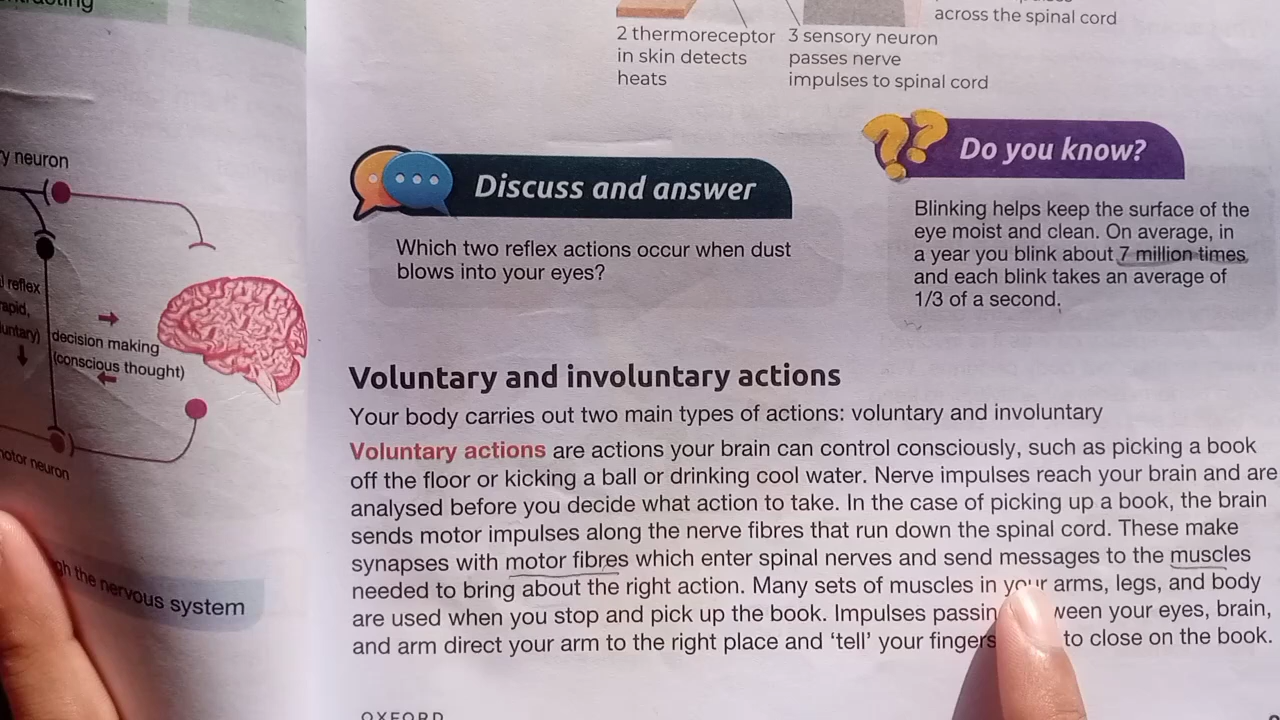 y neuron
reflex
decision making
(conscious thought)
otor neuron
gh the nervous system
across the spinal cord
2 thermoreceptor
in skin detects
heats
3 sensory neuron
passes nerve
impulses to spinal cord
Discuss and answer
Which two reflex actions occur when dust
blows into your eyes?
Do you know?
Blinking helps keep the surface of the
eye moist and clean. On average, in
a year you blink about 7 million times
and each blink takes an average of
1/3 of a second.
Voluntary and involuntary actions
Your body carries out two main types of actions: voluntary and involuntary
Voluntary actions are actions your brain can control consciously, such as picking a book
off the floor or kicking a ball or drinking cool water. Nerve impulses reach your brain and are
analysed before you decide what action to take. In the case of picking up a book, the brain
sends motor impulses along the nerve fibres that run down the spinal cord. These make
synapses with motor fibres which enter spinal nerves and send messages to the muscles
needed to bring about the right action. Many sets of muscles in your arms, legs, and body
are used when you stop and pick up the book. Impulses passin ween your eyes, brain,
and arm direct your arm to the right place and ‘tell’ your fingers to close on the book.
OXFORD